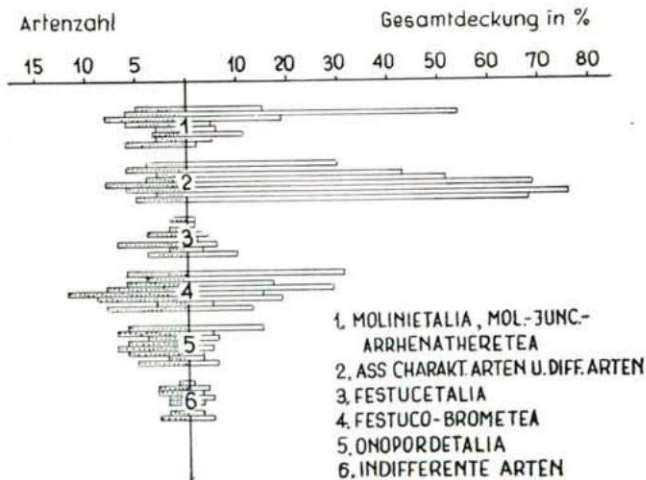 Artenzahl Gesamtdeckung in %
15 10 5 10 20 30 40 50 60 70 80
1
2
3
4
5
6
1. MOLINIETALIA, MOL.-JUNC.-
ARRHENATHERETEA
2. ASS CHARAKT. ARTEN U. DIFF. ARTEN
3. FESTUCETALIA
4. FESTUCO-BROMETEA
5. ONOPORDETALIA
6. INDIFFERENTE ARTEN